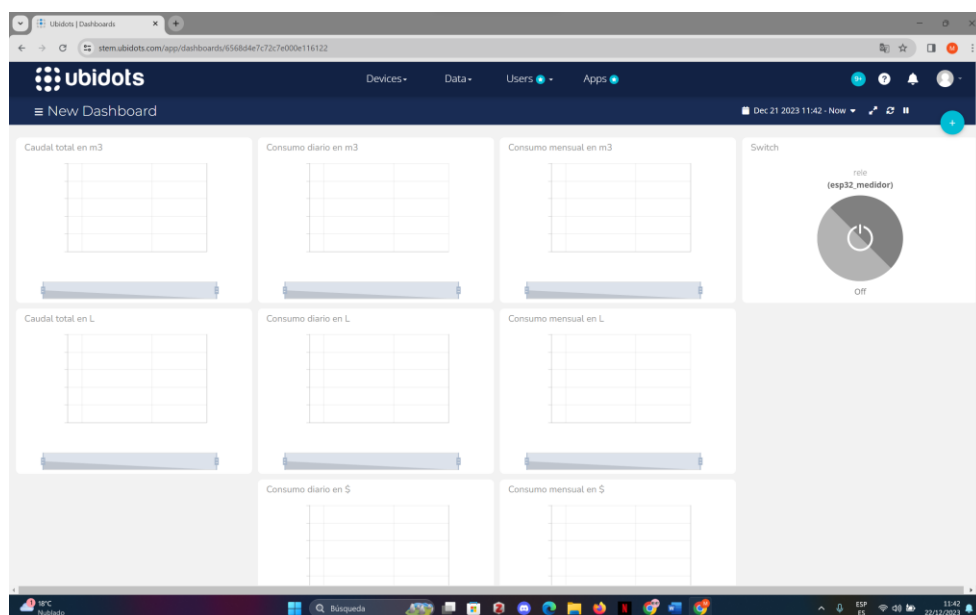 Ubidots | Dashboards
stem.ubidots.com/app/dashboards/6568d4e7c72c7e000e116122
M
ubidots
Devices
Data
Users
Apps
9+
?
New Dashboard
Dec 21 2023 11:42 - Now
+
Caudal total en m3
Consumo diario en m3
Consumo mensual en m3
Switch
rele
(esp32_medidor)
Off
Caudal total en L
Consumo diario en L
Consumo mensual en L
Consumo diario en $
Consumo mensual en $
18°C
Nublado
Búsqueda
ESP
ES
11:42
22/12/2023